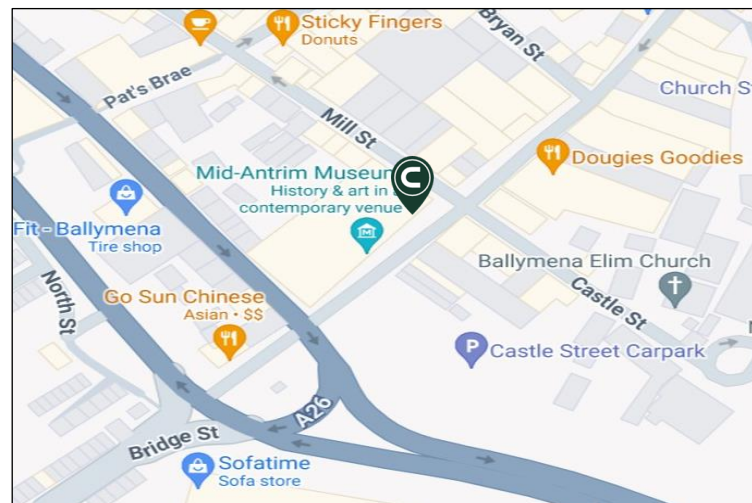 Sticky Fingers
Donuts
Bryan St
Pat's Brae
Church S
Mill St
Dougies Goodies
Mid-Antrim Museum
History & art in a
contemporary venue
Fit - Ballymena
Tire shop
Ballymena Elim Church
North St
Go Sun Chinese
Asian • $$
Castle St
P
Castle Street Carpark
A26
Bridge St
Sofatime
Sofa store